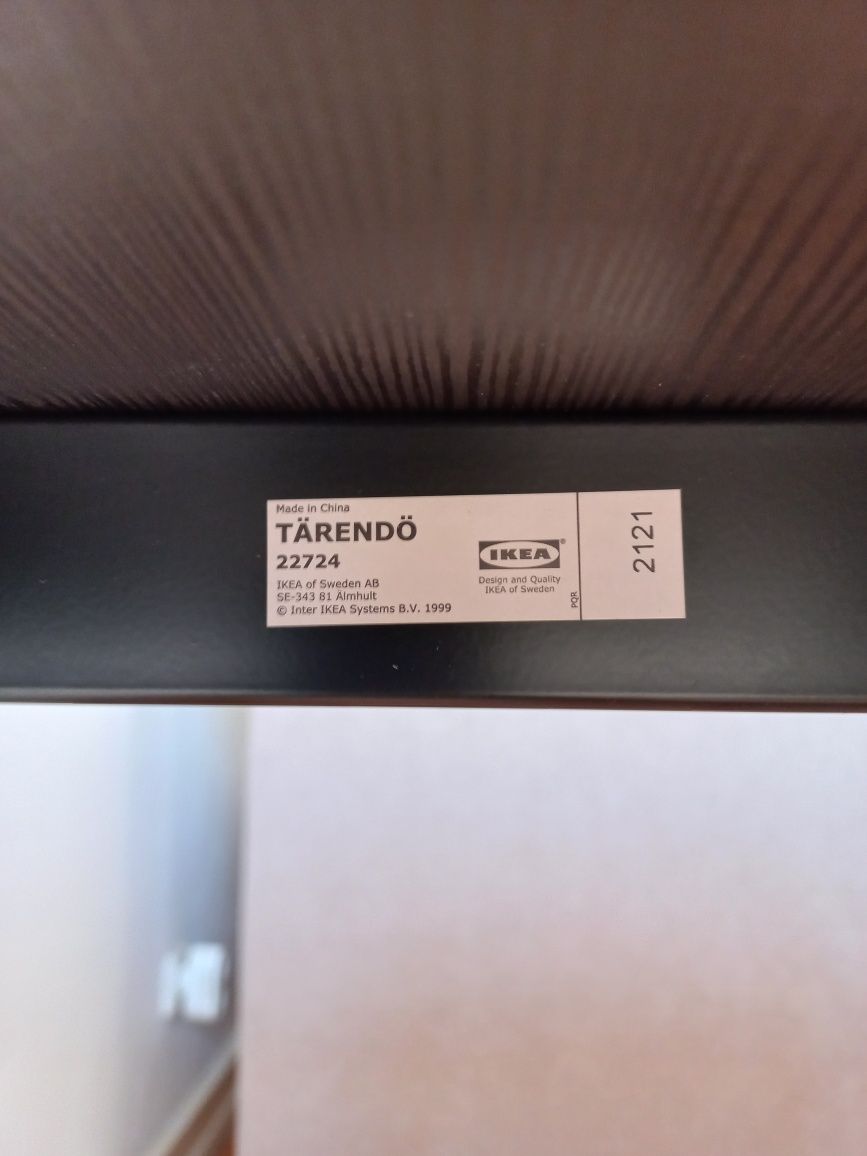 Made in China
TÄRENDÖ
22724
IKEA of Sweden AB
SE-343 81 Älmhult
© Inter IKEA Systems B.V. 1999
IKEA®
Design and Quality
IKEA of Sweden
PQR
2121